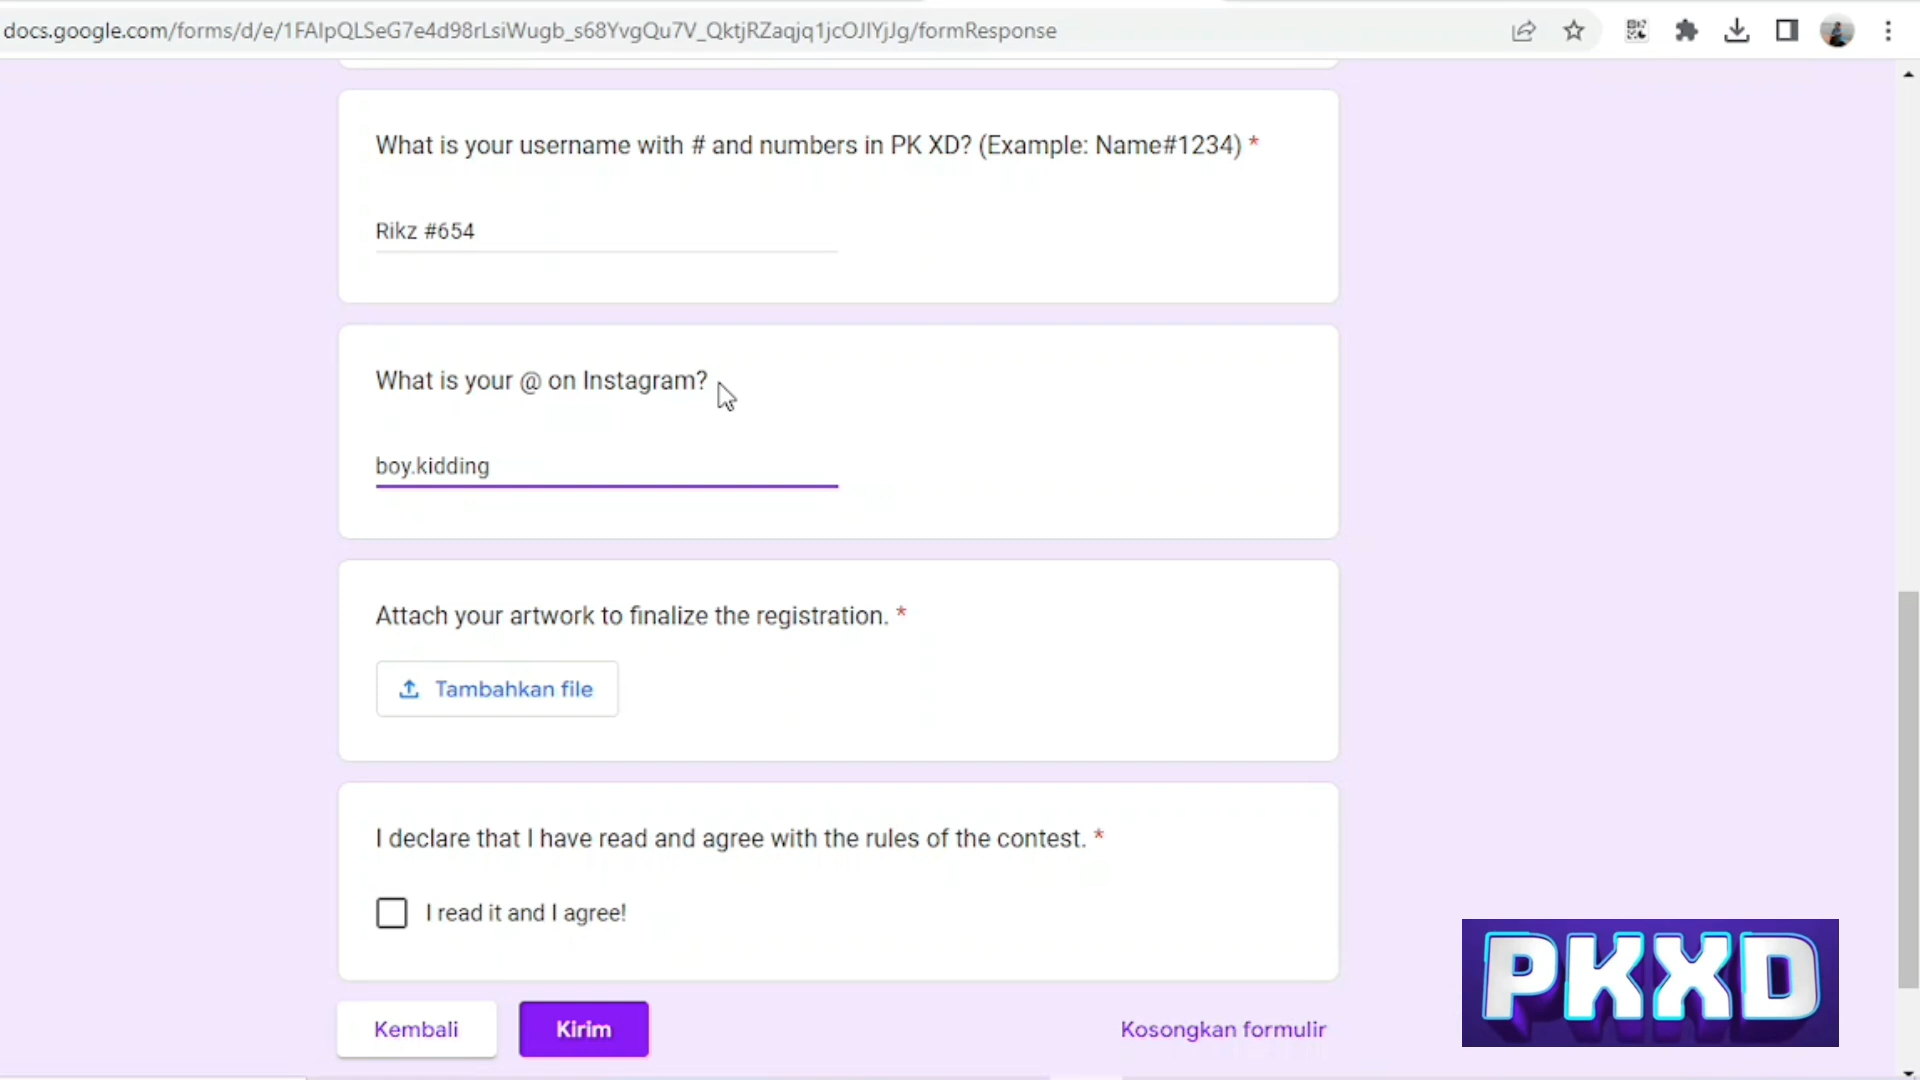 docs.google.com/forms/d/e/1FAIpQLSeG7e4d98rLsiWugb_s68YvgQu7V_QktjRZaqjq1jcOJIYjJg/formResponse
What is your username with # and numbers in PK XD? (Example: Name#1234) *
Rikz #654
What is your @ on Instagram?
boy.kidding
Attach your artwork to finalize the registration. *
Tambahkan file
I declare that I have read and agree with the rules of the contest. *
I read it and I agree!
Kembali
Kirim
Kosongkan formulir
PKXD